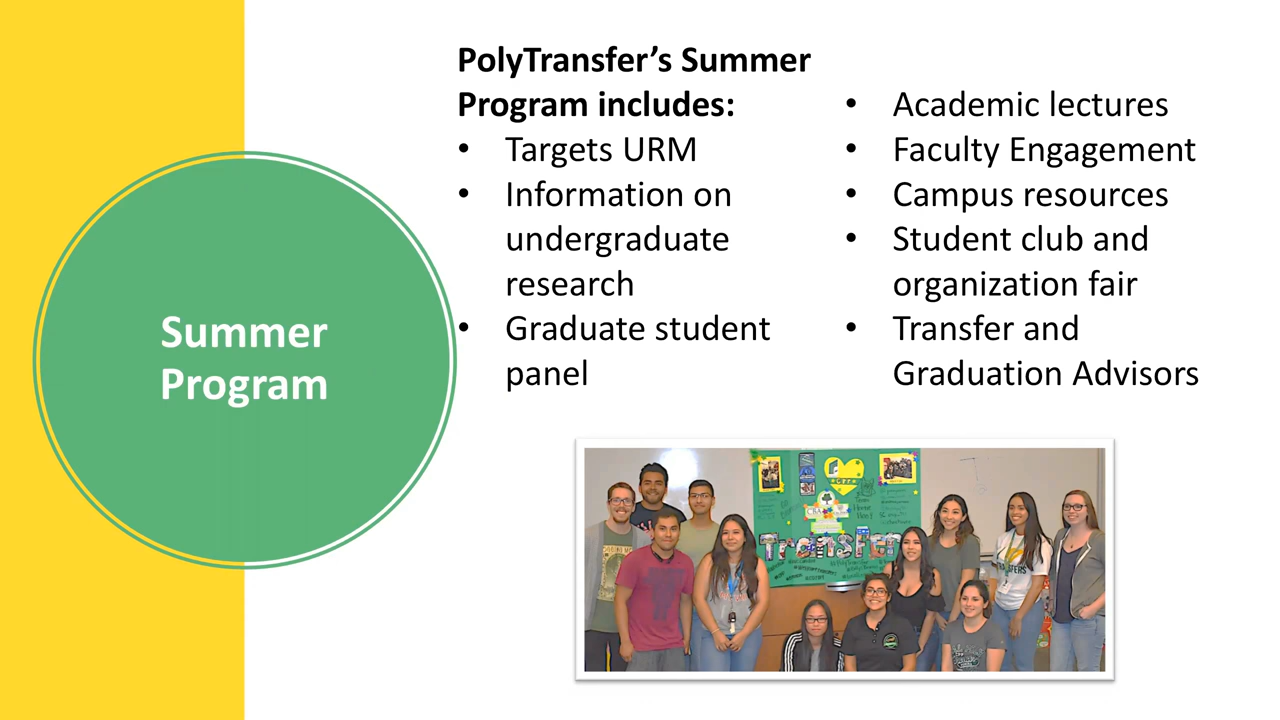 Summer
Program
PolyTransfer’s Summer
Program includes:
• Targets URM
• Information on
undergraduate
research
• Graduate student
panel
• Academic lectures
• Faculty Engagement
• Campus resources
• Student club and
organization fair
• Transfer and
Graduation Advisors
Transfer